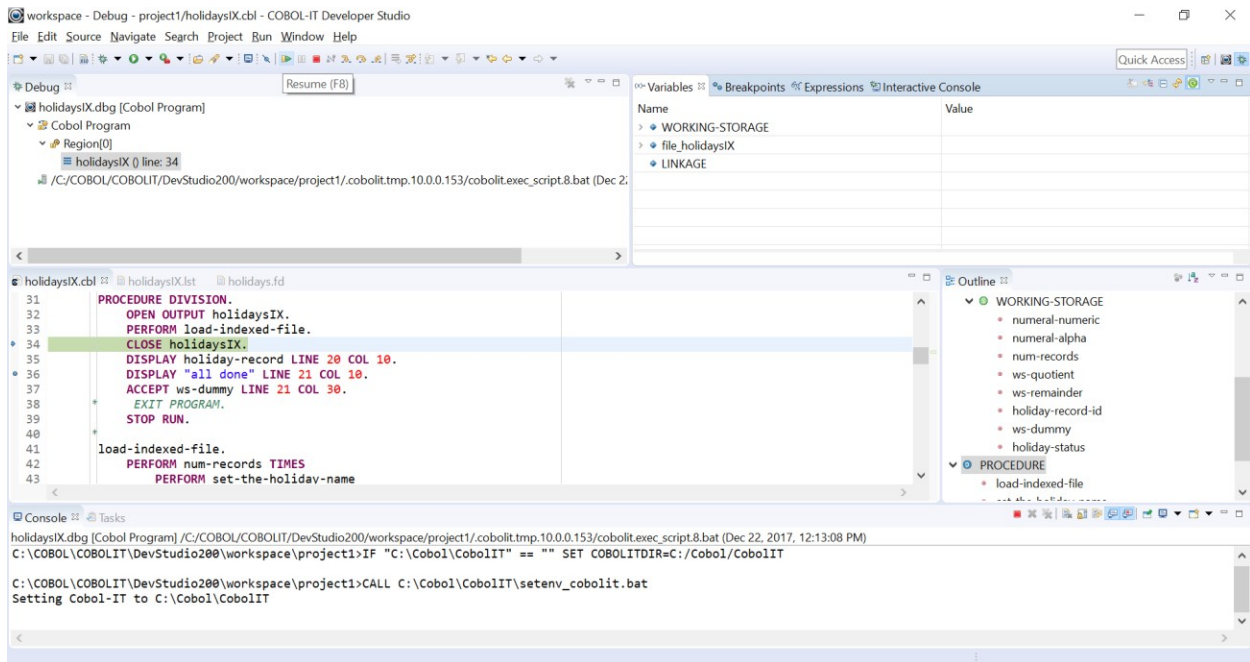 workspace - Debug - project1/holidaysIX.cbl - COBOL-IT Developer Studio
File Edit Source Navigate Search Project Run Window Help
Quick Access
Resume (F8)
Debug
holidaysIX.dbg [Cobol Program]
Cobol Program
Region[0]
holidaysIX () line: 34
/C:/COBOL/COBOLIT/DevStudio200/workspace/project1/.cobolit.tmp.10.0.0.153/cobolit.exec_script.8.bat (Dec 2
Variables Breakpoints Expressions Interactive Console
Name Value
WORKING-STORAGE
file_holidaysIX
LINKAGE
holidaysIX.cbl holidaysIX.lst holidays.fd
31 PROCEDURE DIVISION.
32 OPEN OUTPUT holidaysIX.
33 PERFORM load-indexed-file.
34 CLOSE holidaysIX.
35 DISPLAY holiday-record LINE 20 COL 10.
36 DISPLAY "all done" LINE 21 COL 10.
37 ACCEPT ws-dummy LINE 21 COL 30.
38 * EXIT PROGRAM.
39 STOP RUN.
40 *
41 load-indexed-file.
42 PERFORM num-records TIMES
43 PERFORM set-the-holiday-name
Outline
WORKING-STORAGE
numeral-numeric
numeral-alpha
num-records
ws-quotient
ws-remainder
holiday-record-id
ws-dummy
holiday-status
PROCEDURE
load-indexed-file
set-the-holiday-name
Console Tasks
holidaysIX.dbg [Cobol Program] /C:/COBOL/COBOLIT/DevStudio200/workspace/project1/.cobolit.tmp.10.0.0.153/cobolit.exec_script.8.bat (Dec 22, 2017, 12:13:08 PM)
C:\COBOL\COBOLIT\DevStudio200\workspace\project1>IF "C:\Cobol\CobolIT" == "" SET COBOLITDIR=C:/Cobol/CobolIT
C:\COBOL\COBOLIT\DevStudio200\workspace\project1>CALL C:\Cobol\CobolIT\setenv_cobolit.bat
Setting Cobol-IT to C:\Cobol\CobolIT